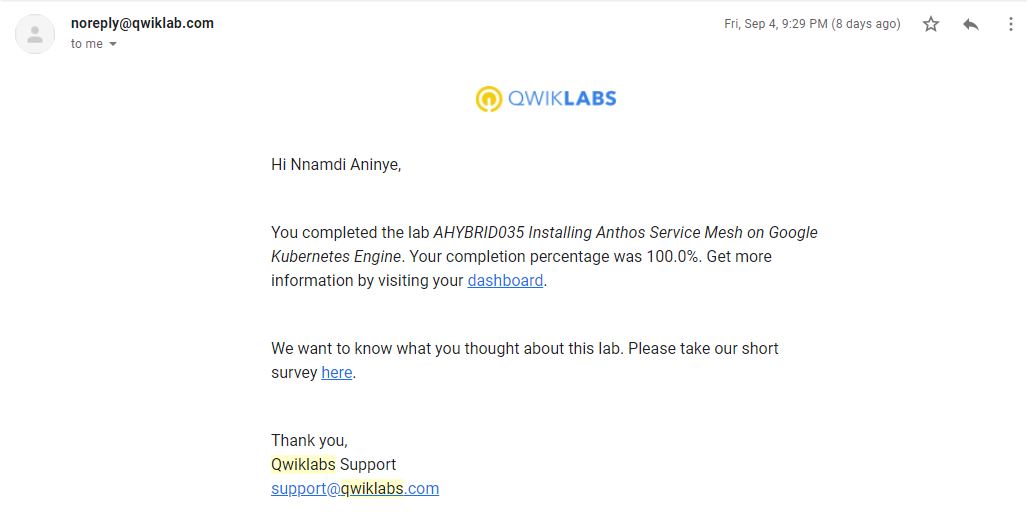 noreply@qwiklab.com
Fri, Sep 4, 9:29 PM (8 days ago)
to me
QWIKLABS
Hi Nnamdi Aninye,
You completed the lab AHYBRID035 Installing Anthos Service Mesh on Google
Kubernetes Engine. Your completion percentage was 100.0%. Get more
information by visiting your dashboard.
We want to know what you thought about this lab. Please take our short
survey here.
Thank you,
Qwiklabs Support
support@qwiklabs.com